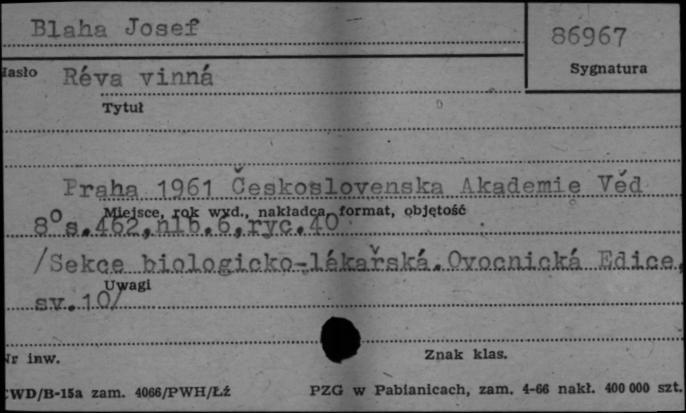 Blaha Josef
86967
Hasło
Sygnatura
Réva vinná
Tytuł
Praha 1961 Československa Akademie Věd
Miejsce, rok wyd., nakładca, format, objętość
8° s.462,nlb.6,ryc.40
/Sekce biologicko-lékařská.Ovocnická Edice,
Uwagi
sv.10/
Nr inw.
Znak klas.
CWD/B-15a zam. 4066/PWH/Łż
PZG w Pabianicach, zam. 4-66 nakł. 400 000 szt.